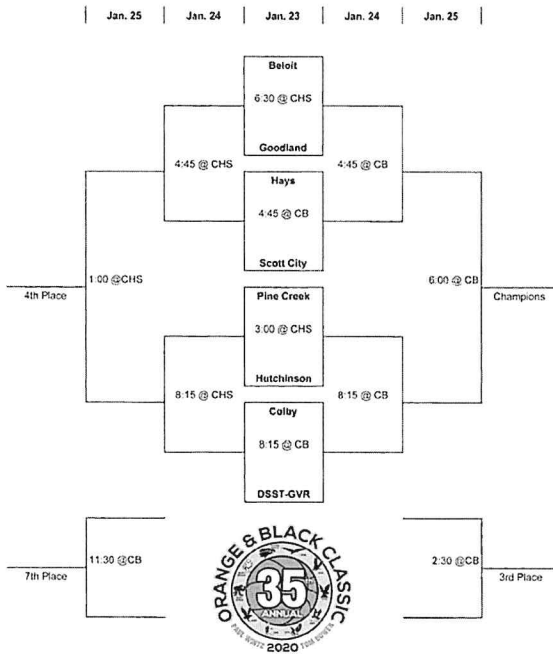 Jan. 25 Jan. 24 Jan. 23 Jan. 24 Jan. 25
Beloit
6:30 @ CHS
Goodland
4:45 @ CHS
4:45 @ CB
Hays
4:45 @ CB
Scott City
1:00 @CHS
6:00 @ CB
4th Place
Champions
Pine Creek
3:00 @ CHS
Hutchinson
8:15 @ CHS
8:15 @ CB
Colby
8:15 @ CB
DSST-GVR
11:30 @CB
2:30 @CB
7th Place
3rd Place
ORANGE & BLACK CLASSIC
35
ANNUAL
2020